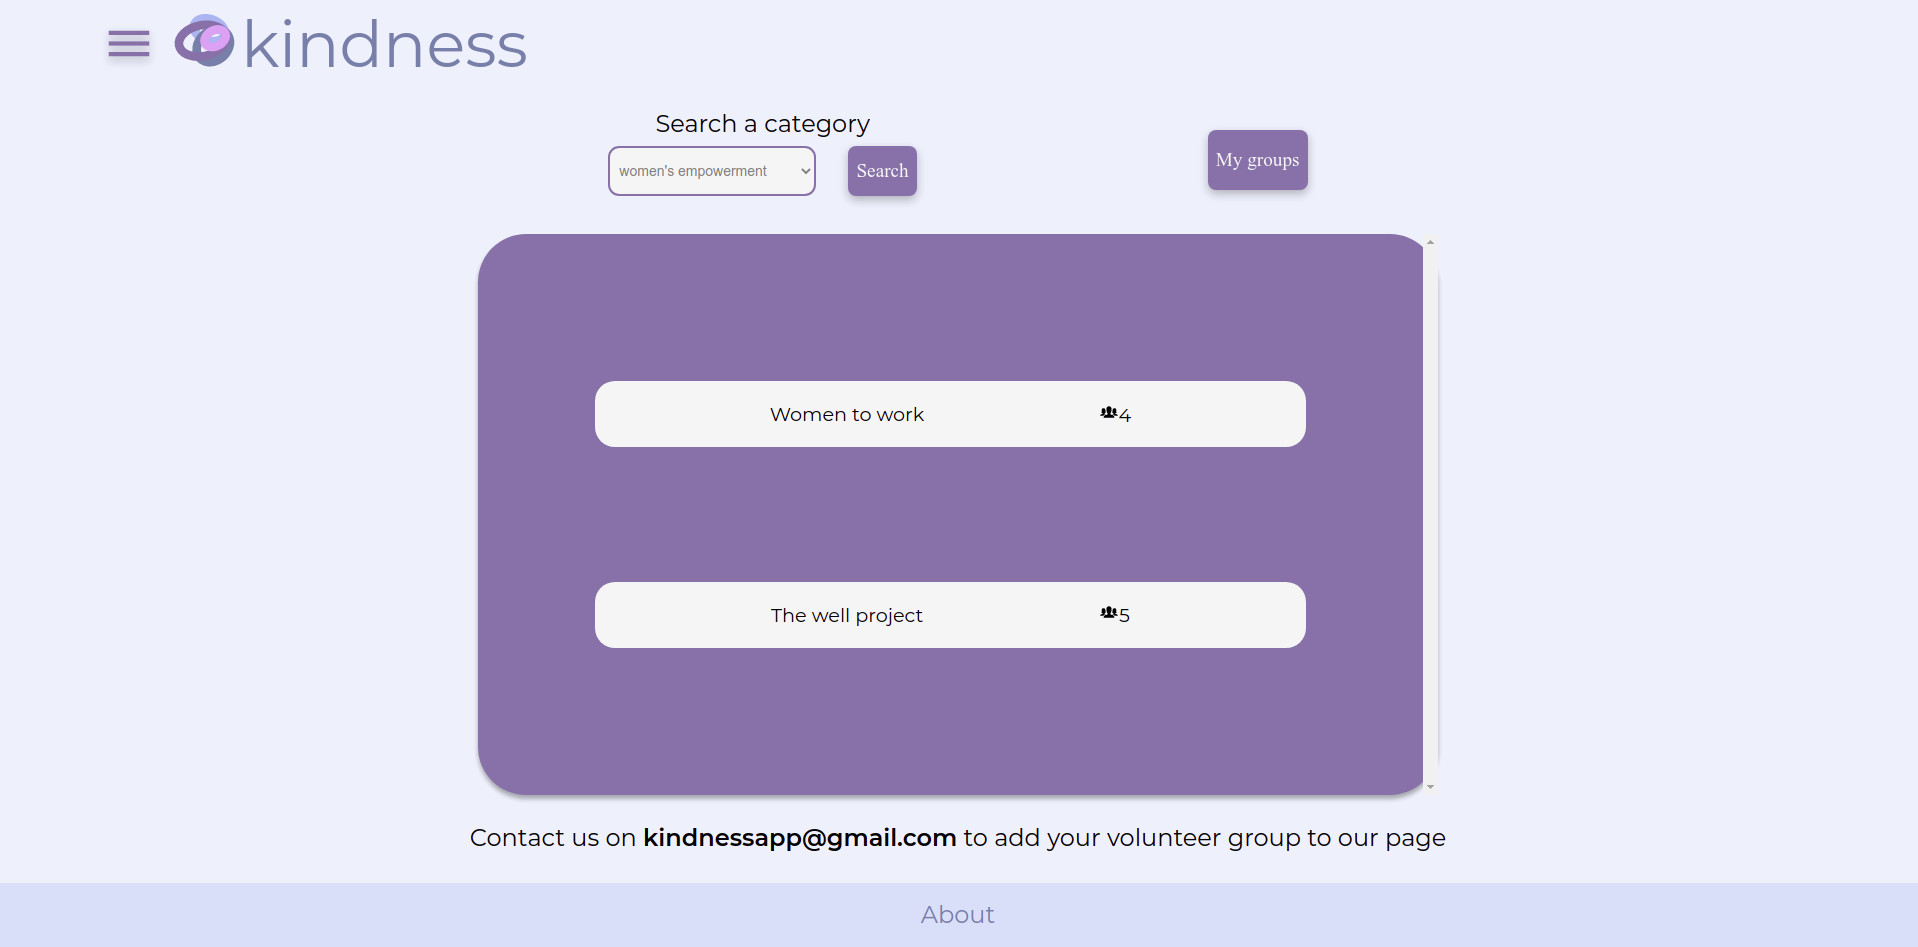 kindness
Search a category
women's empowerment
Search
My groups
Women to work
4
The well project
5
Contact us on kindnessapp@gmail.com to add your volunteer group to our page
About